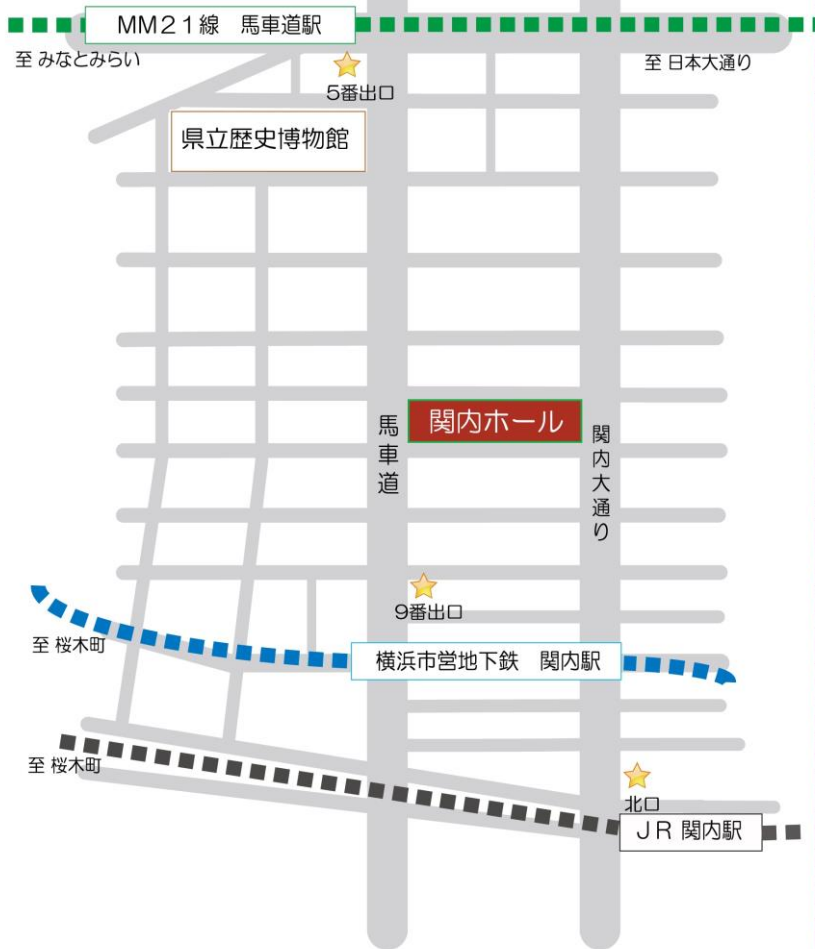 MM21線 馬車道駅
至 みなとみらい
至 日本大通り
5番出口
県立歴史博物館
関内ホール
馬車道
関内大通り
9番出口
至 桜木町
横浜市営地下鉄 関内駅
至 桜木町
北口
JR 関内駅